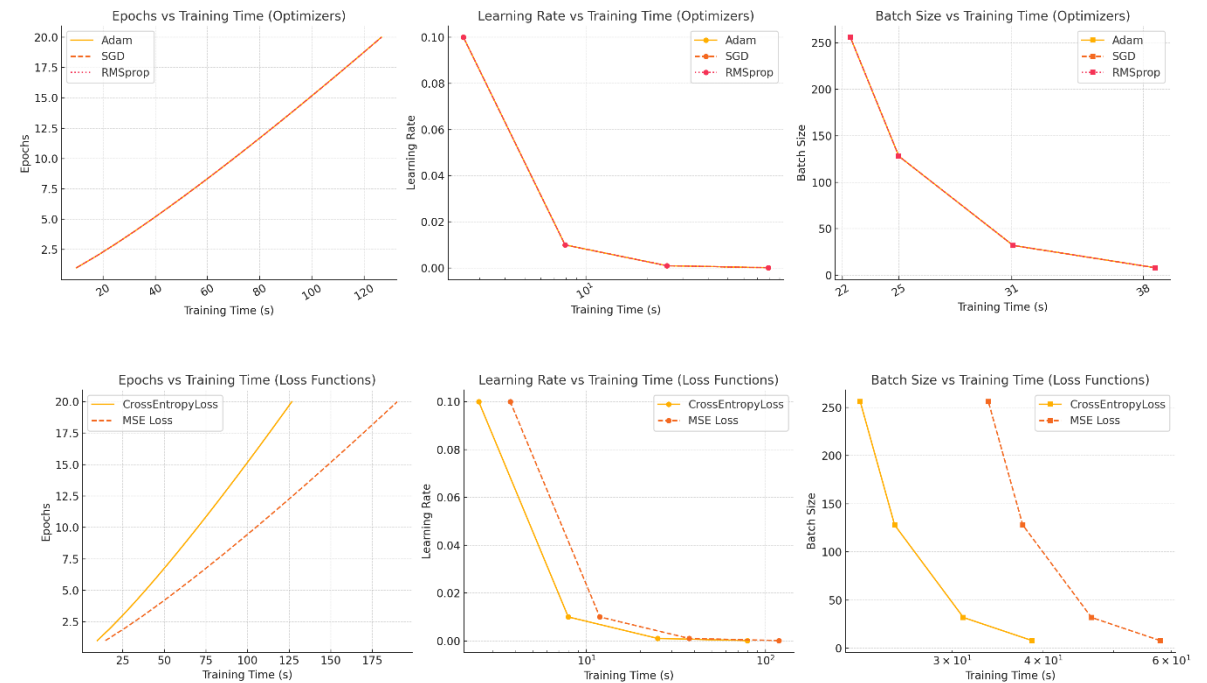 Epochs vs Training Time (Optimizers)
20.0
17.5
15.0
12.5
10.0
7.5
5.0
2.5
Epochs
Adam
SGD
RMSprop
20
40
60
80
100
120
Training Time (s)
Learning Rate vs Training Time (Optimizers)
0.10
0.08
0.06
0.04
0.02
0.00
Learning Rate
Adam
SGD
RMSprop
10¹
Training Time (s)
Batch Size vs Training Time (Optimizers)
250
200
150
100
50
0
Batch Size
Adam
SGD
RMSprop
22
25
31
38
Training Time (s)
Epochs vs Training Time (Loss Functions)
20.0
17.5
15.0
12.5
10.0
7.5
5.0
2.5
Epochs
CrossEntropyLoss
MSE Loss
25
50
75
100
125
150
175
Training Time (s)
Learning Rate vs Training Time (Loss Functions)
0.10
0.08
0.06
0.04
0.02
0.00
Learning Rate
CrossEntropyLoss
MSE Loss
10¹
10²
Training Time (s)
Batch Size vs Training Time (Loss Functions)
250
200
150
100
50
0
Batch Size
CrossEntropyLoss
MSE Loss
3 × 10¹
4 × 10¹
6 × 10¹
Training Time (s)